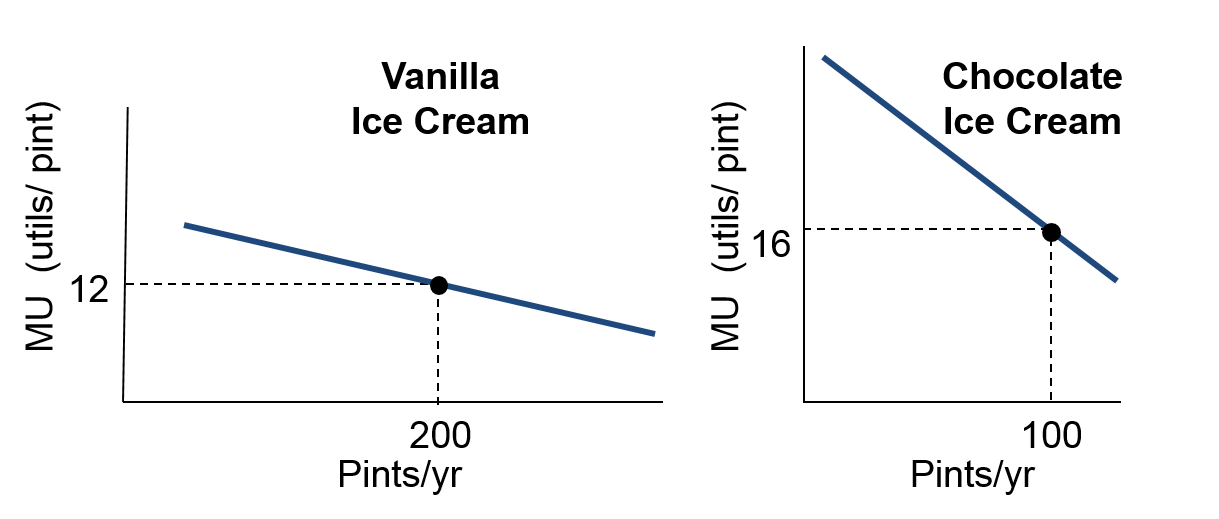 Vanilla
Ice Cream
MU (utils/ pint)
12
200
Pints/yr
Chocolate
Ice Cream
MU (utils/ pint)
16
100
Pints/yr